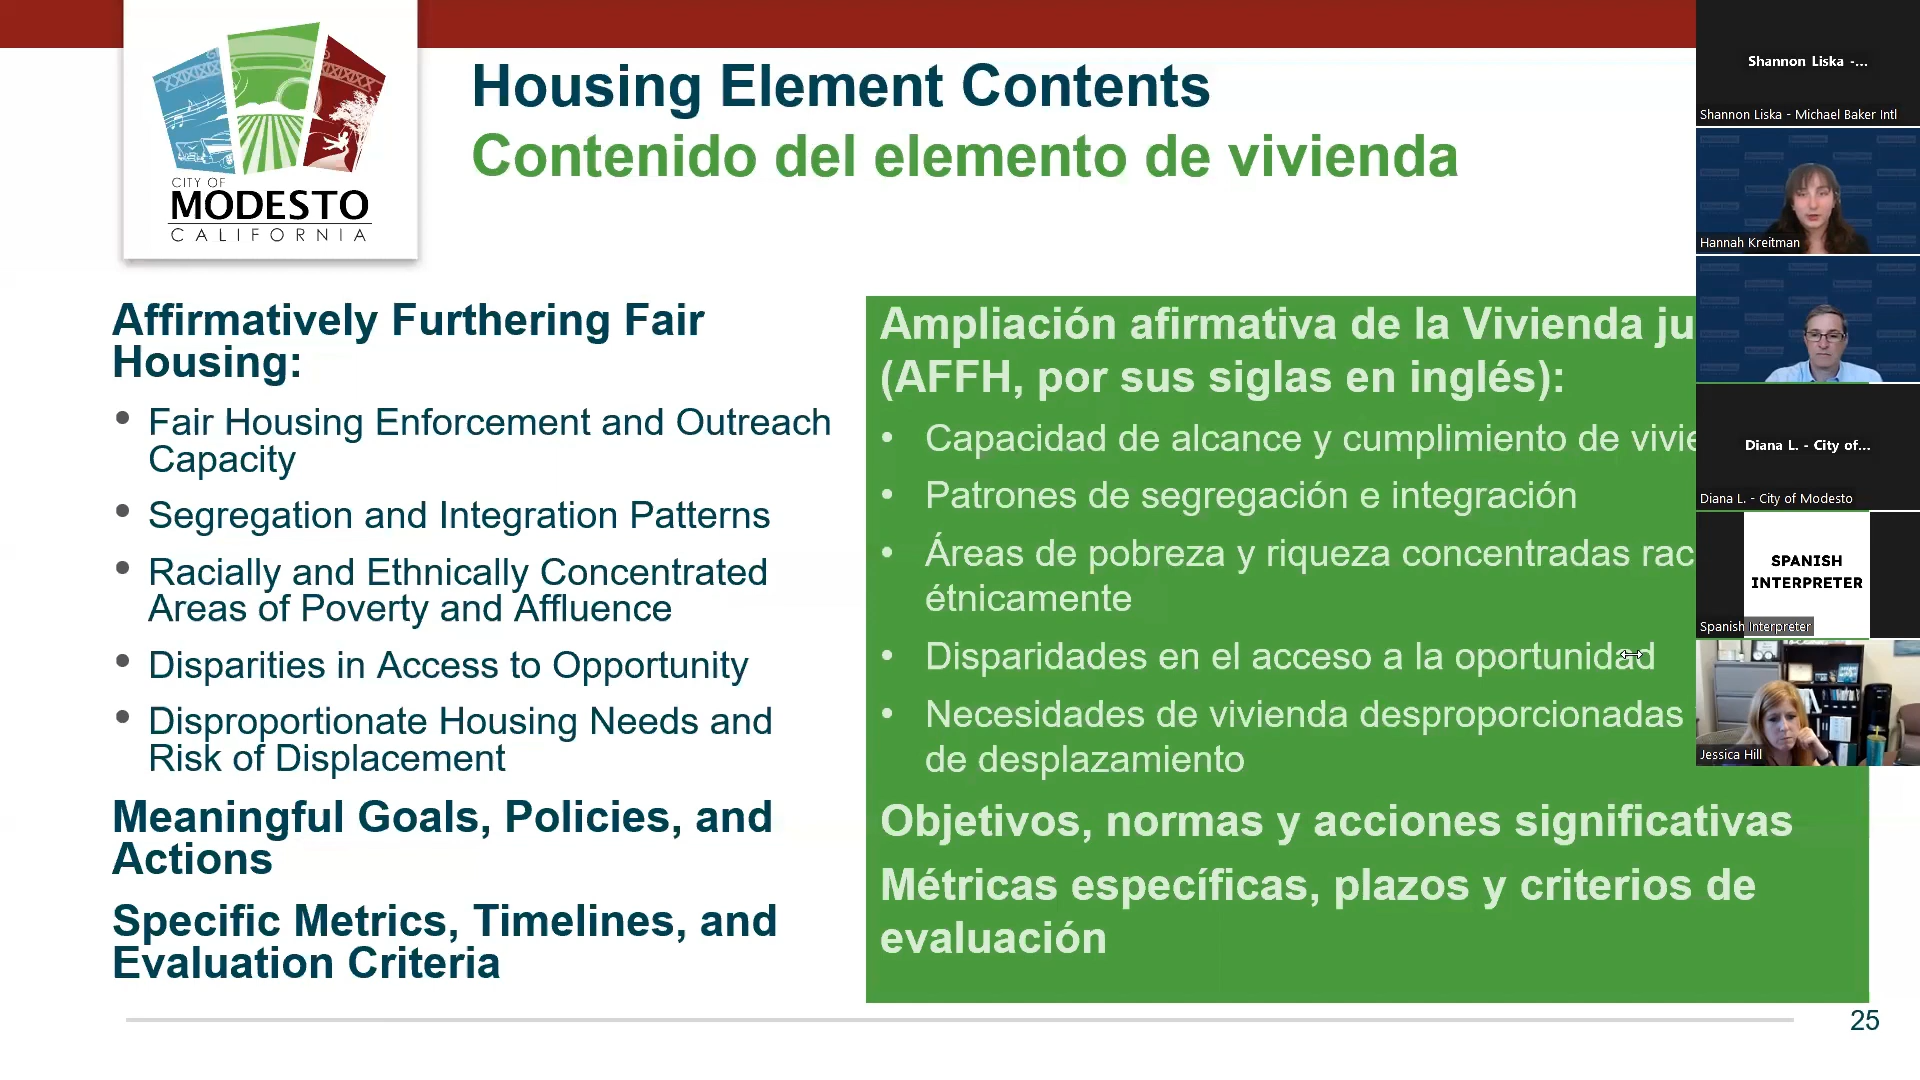 CITY OF
MODESTO
CALIFORNIA
Housing Element Contents
Contenido del elemento de vivienda
Affirmatively Furthering Fair
Housing:
• Fair Housing Enforcement and Outreach
Capacity
• Segregation and Integration Patterns
• Racially and Ethnically Concentrated
Areas of Poverty and Affluence
• Disparities in Access to Opportunity
• Disproportionate Housing Needs and
Risk of Displacement
Meaningful Goals, Policies, and
Actions
Specific Metrics, Timelines, and
Evaluation Criteria
Ampliación afirmativa de la Vivienda ju
(AFFH, por sus siglas en inglés):
• Capacidad de alcance y cumplimiento de vivie
• Patrones de segregación e integración
• Áreas de pobreza y riqueza concentradas rac
étnicamente
• Disparidades en el acceso a la oportunidad
• Necesidades de vivienda desproporcionadas
de desplazamiento
Objetivos, normas y acciones significativas
Métricas específicas, plazos y criterios de
evaluación
25
Shannon Liska -...
Shannon Liska - Michael Baker Intl
Hannah Kreitman
Diana L. - City of...
Diana L. - City of Modesto
SPANISH
INTERPRETER
Spanish Interpreter
Jessica Hill